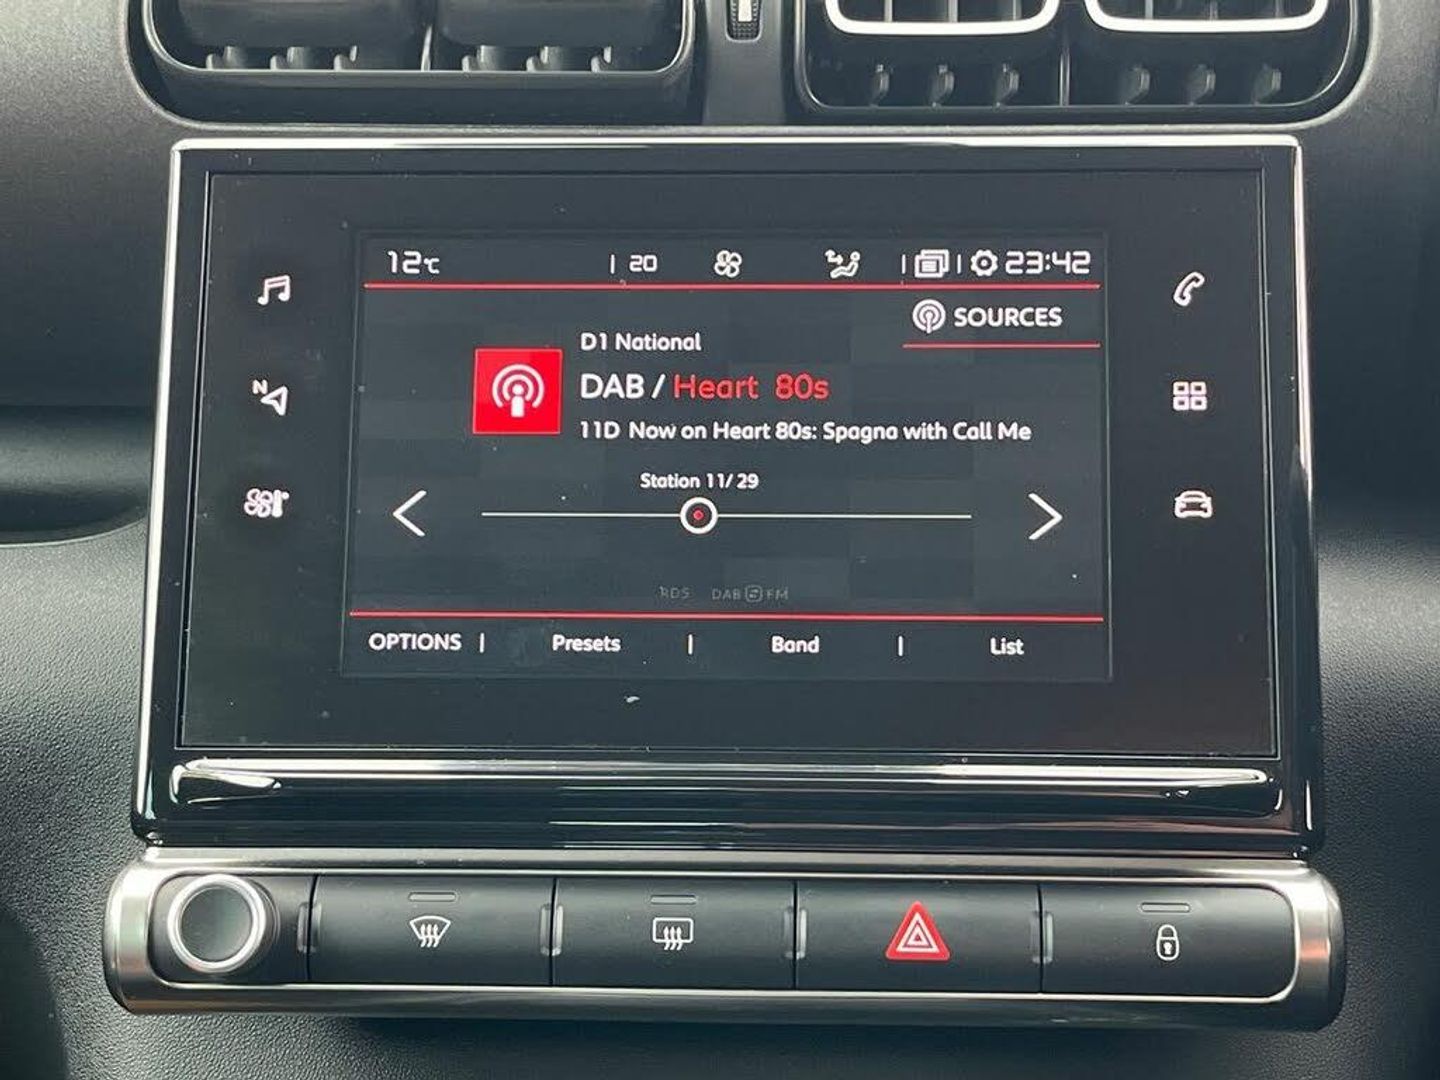 12°C | 20 | | 23:42
SOURCES
D1 National
DAB / Heart 80s
11D Now on Heart 80s: Spagna with Call Me
Station 11/ 29
N
RDS DAB FM
OPTIONS | Presets | Band | List